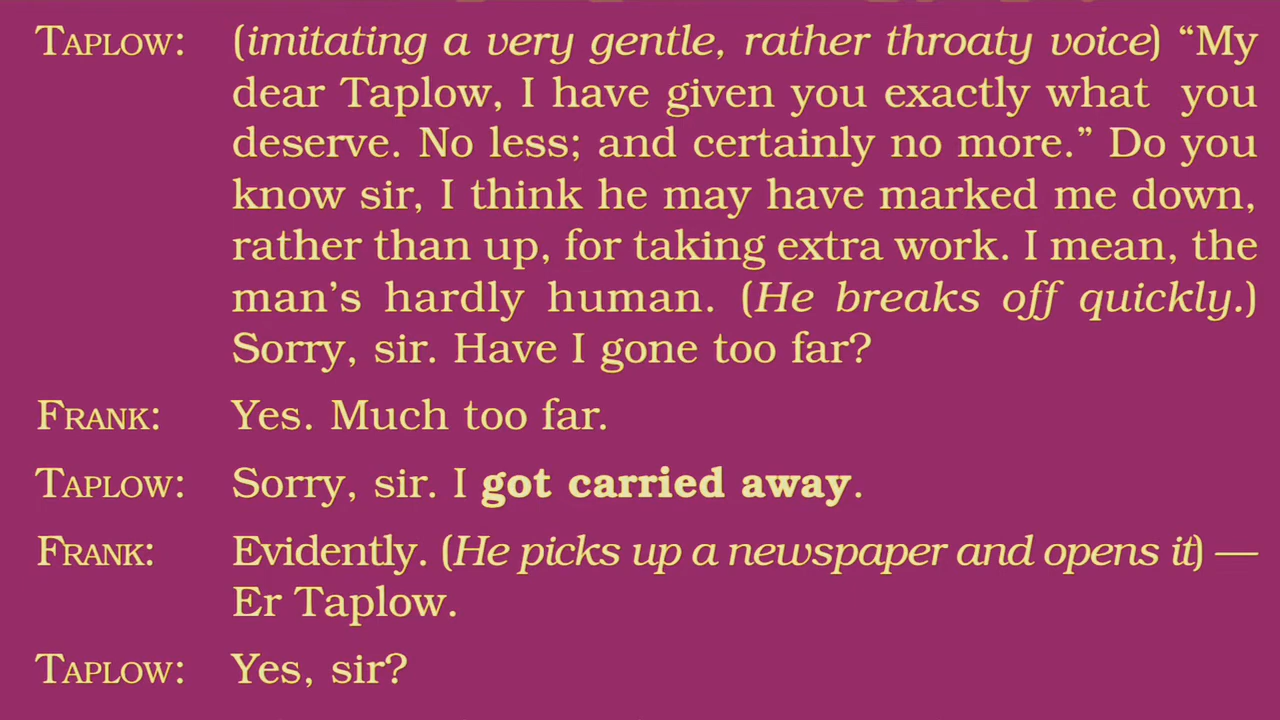 TAPLOW: (imitating a very gentle, rather throaty voice) “My
dear Taplow, I have given you exactly what you
deserve. No less; and certainly no more.” Do you
know sir, I think he may have marked me down,
rather than up, for taking extra work. I mean, the
man’s hardly human. (He breaks off quickly.)
Sorry, sir. Have I gone too far?
FRANK: Yes. Much too far.
TAPLOW: Sorry, sir. I got carried away.
FRANK: Evidently. (He picks up a newspaper and opens it) —
Er Taplow.
TAPLOW: Yes, sir?